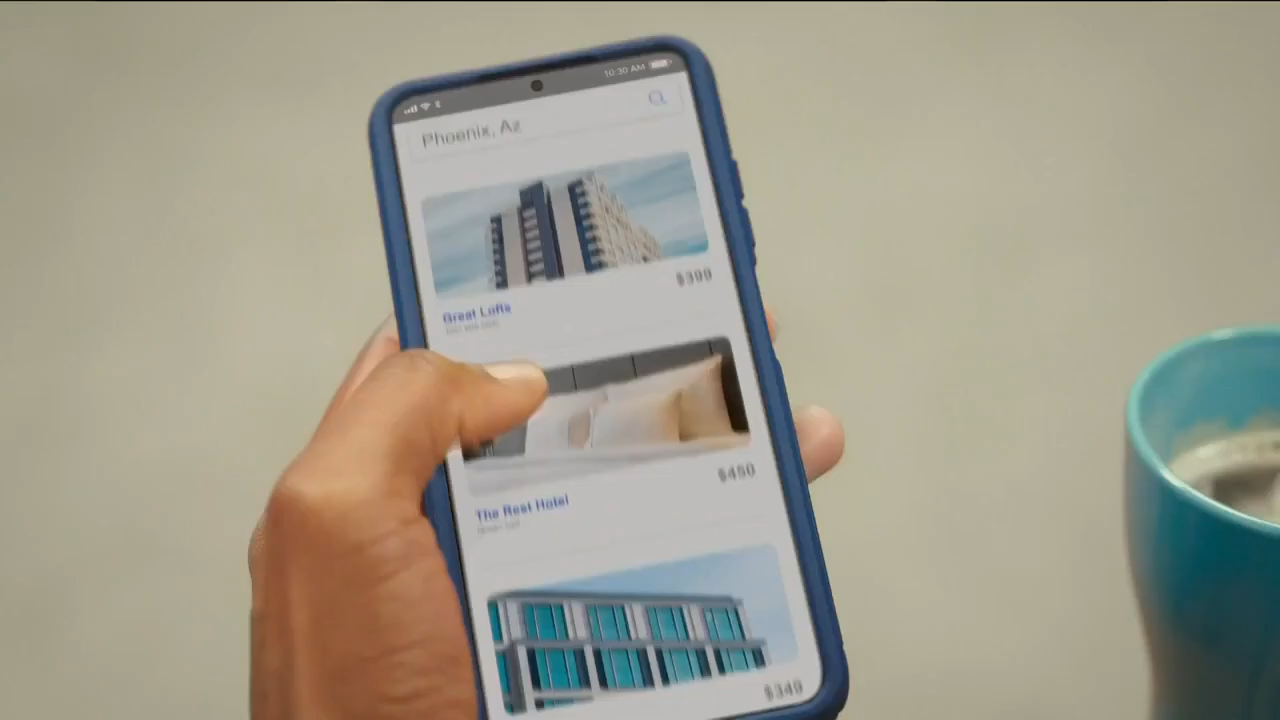 10:30 AM
Phoenix, Az
$399
Great Lofts
$450
The Rest Hotel
$349